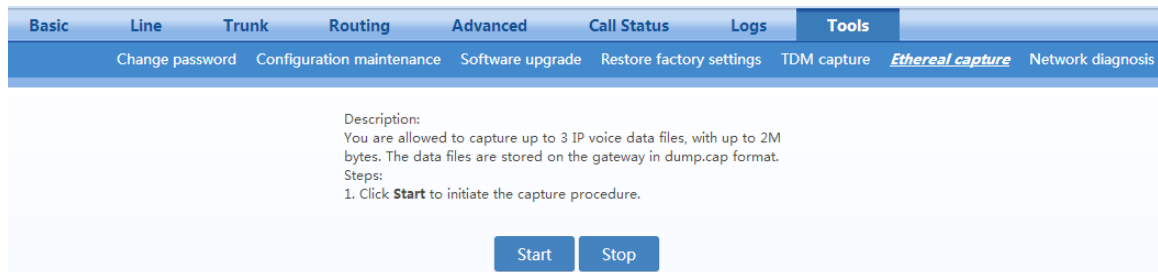 Basic Line Trunk Routing Advanced Call Status Logs Tools
Change password Configuration maintenance Software upgrade Restore factory settings TDM capture Ethereal capture Network diagnosis
Description:
You are allowed to capture up to 3 IP voice data files, with up to 2M
bytes. The data files are stored on the gateway in dump.cap format.
Steps:
1. Click Start to initiate the capture procedure.
Start Stop